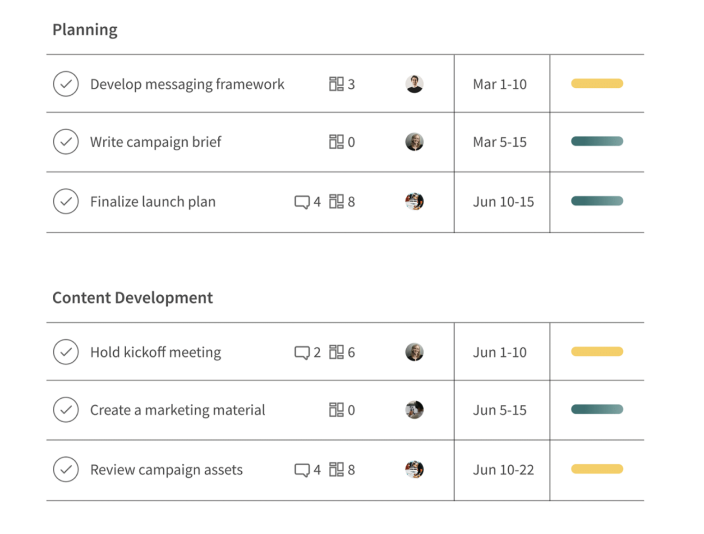 Planning
Develop messaging framework 3 Mar 1-10
Write campaign brief 0 Mar 5-15
Finalize launch plan 4 8 Jun 10-15
Content Development
Hold kickoff meeting 2 6 Jun 1-10
Create a marketing material 0 Jun 5-15
Review campaign assets 4 8 Jun 10-22